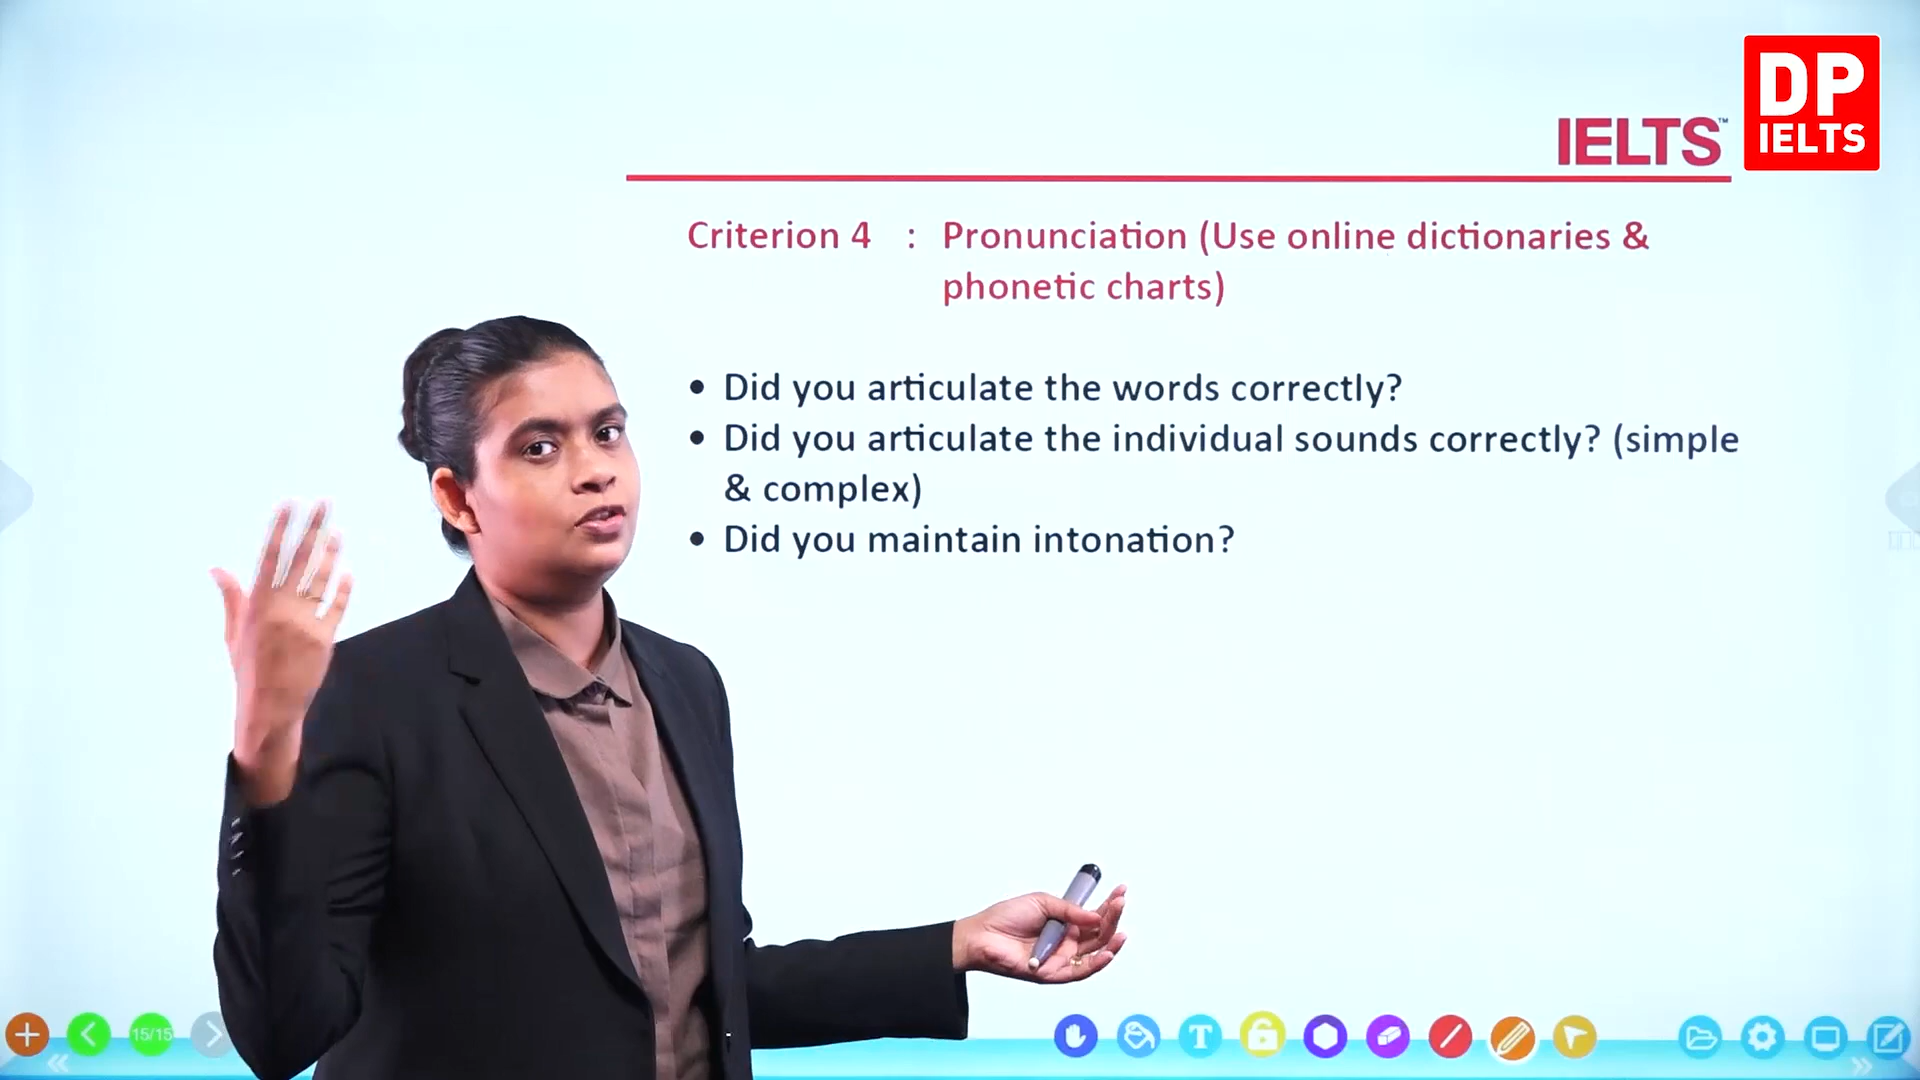 DP
IELTS
IELTS™
Criterion 4 : Pronunciation (Use online dictionaries &
phonetic charts)
• Did you articulate the words correctly?
• Did you articulate the individual sounds correctly? (simple
& complex)
• Did you maintain intonation?
15/15
T